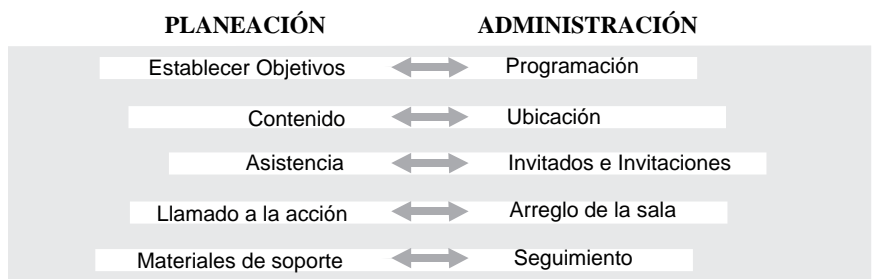 PLANEACIÓN ADMINISTRACIÓN
Establecer Objetivos Programación
Contenido Ubicación
Asistencia Invitados e Invitaciones
Llamado a la acción Arreglo de la sala
Materiales de soporte Seguimiento